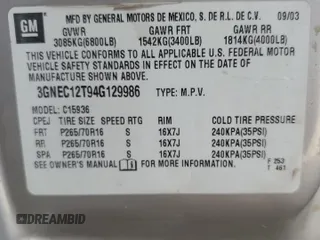 GM
MFD BY GENERAL MOTORS DE MEXICO, S. DE R.L. DE C.V. 09/03
GVWR GAWR FRT GAWR RR
3085KG(6800LB) 1542KG(3400LB) 1814KG(4000LB)
THIS VEHICLE CONFORMS TO ALL APPLICABLE U.S. FEDERAL MOTOR
VEHICLE SAFETY STANDARDS IN EFFECT ON THE DATE OF
MANUFACTURE SHOWN ABOVE.
3GNEC12T94G129986 TYPE: M.P.V.
MODEL: C15936
CPEJ TIRE SIZE SPEED RTG RIM COLD TIRE PRESSURE
FRT P265/70R16 S 16X7J 240KPA(35PSI)
RR P265/70R16 S 16X7J 240KPA(35PSI)
SPA P265/70R16 S 16X7J 240KPA(35PSI)
SEE OWNER'S MANUAL FOR MORE INFORMATION.
F 253
T 461
DREAMBID